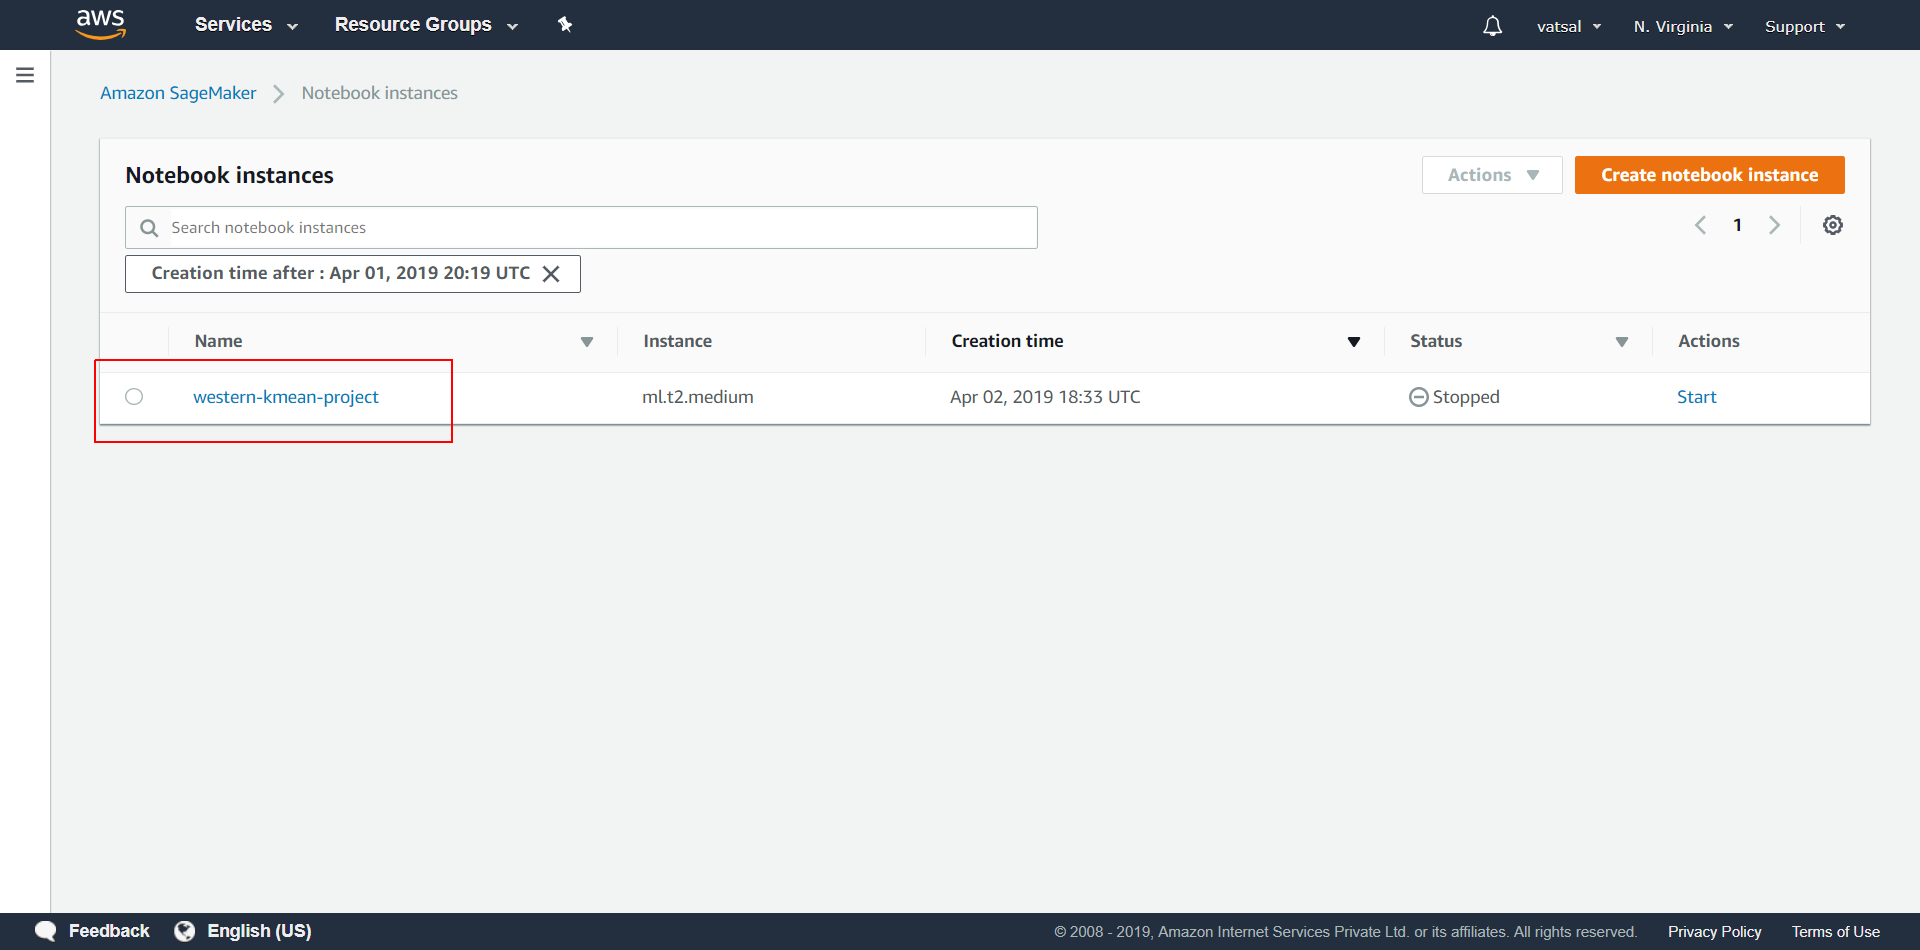 aws Services Resource Groups vatsal N. Virginia Support
Amazon SageMaker Notebook instances
Notebook instances Actions Create notebook instance
Search notebook instances 1
Creation time after : Apr 01, 2019 20:19 UTC
Name Instance Creation time Status Actions
western-kmean-project ml.t2.medium Apr 02, 2019 18:33 UTC Stopped Start
Feedback English (US) © 2008 - 2019, Amazon Internet Services Private Ltd. or its affiliates. All rights reserved. Privacy Policy Terms of Use